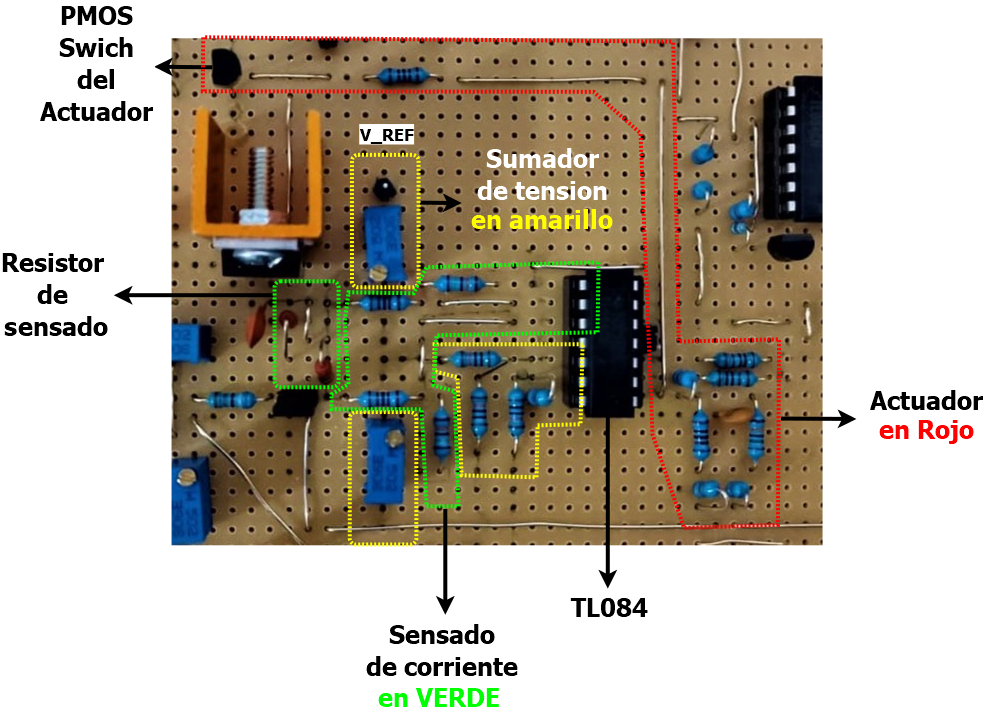 PMOS
Swich
del
Actuador
V_REF
Sumador
de tension
en amarillo
Resistor
de
sensado
Actuador
en Rojo
TL084
Sensado
de corriente
en VERDE